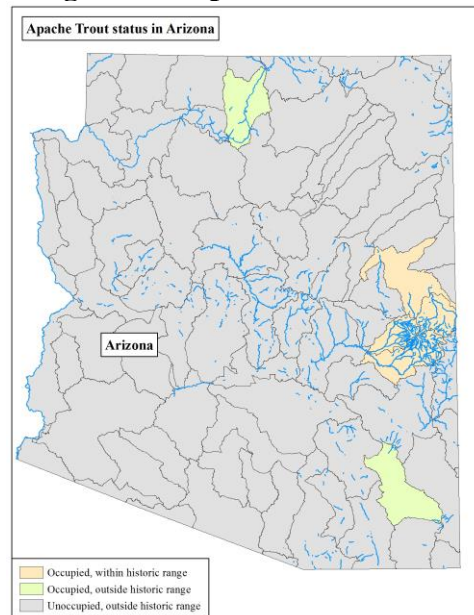 Apache Trout status in Arizona
Arizona
Occupied, within historic range
Occupied, outside historic range
Unoccupied, outside historic range